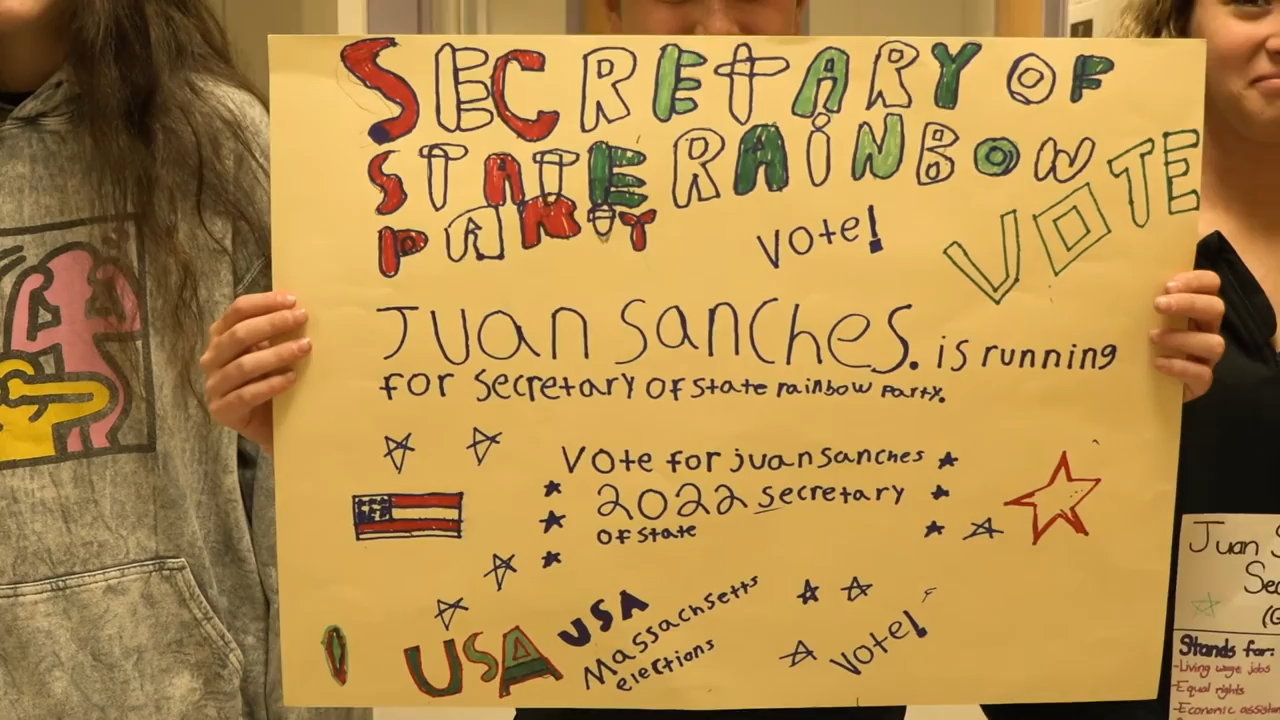 SECRETARY OF
STATE RAINBOW
PARTY
Vote!
VOTE
JUan SanCheS. is running
for Secretary OF State rainbow Party.
Vote for juan Sanches
2022 Secretary
OF State
USA
USA
Massachsetts
elections
Vote!
Juan
(G
Stands for:
-Living wage jobs
-Equal rights
-Economic